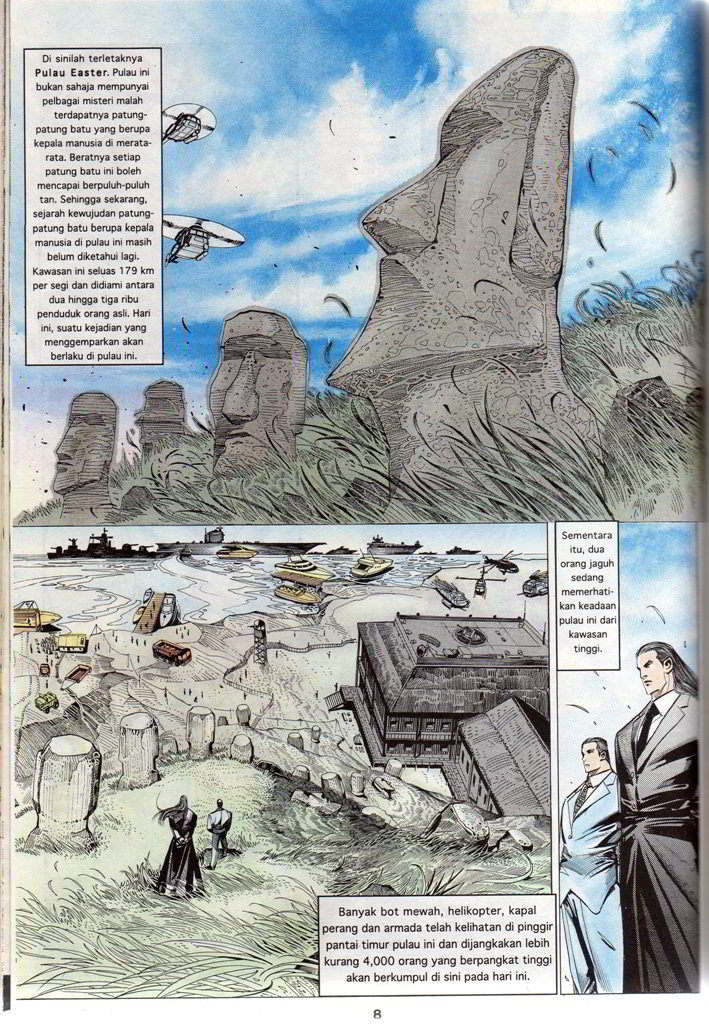 Di sinilah terletaknya
Pulau Easter. Pulau ini
bukan sahaja mempunyai
pelbagai misteri malah
terdapatnya patung-
patung batu yang berupa
kepala manusia di merata-
rata. Beratnya setiap
patung batu ini boleh
mencapai berpuluh-puluh
tan. Sehingga sekarang,
sejarah kewujudan patung-
patung batu berupa kepala
manusia di pulau ini masih
belum diketahui lagi.
Kawasan ini seluas 179 km
per segi dan didiami antara
dua hingga tiga ribu
penduduk orang asli. Hari
ini, suatu kejadian yang
menggemparkan akan
berlaku di pulau ini.
Sementara
itu, dua
orang jaguh
sedang
memerhati-
kan keadaan
pulau ini dari
kawasan
tinggi.
Banyak bot mewah, helikopter, kapal
perang dan armada telah kelihatan di pinggir
pantai timur pulau ini dan dijangkakan lebih
kurang 4,000 orang yang berpangkat tinggi
akan berkumpul di sini pada hari ini.
8